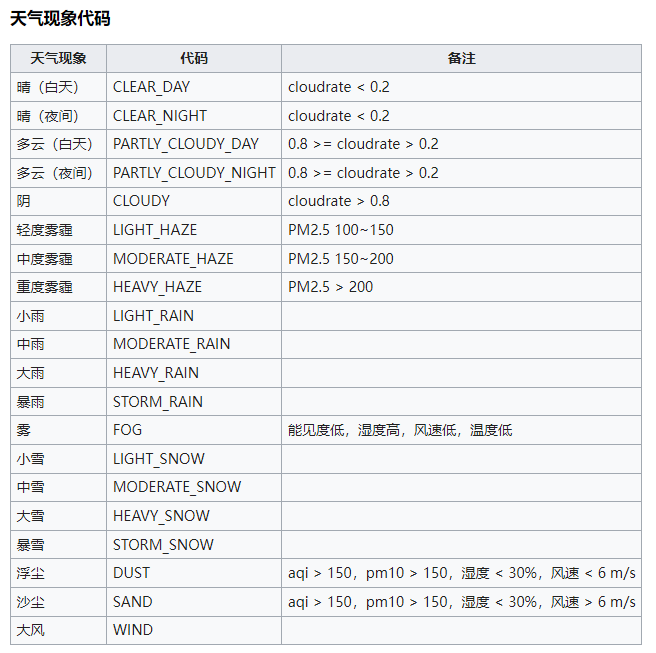 天气现象代码
天气现象 代码 备注
晴（白天） CLEAR_DAY cloudrate < 0.2
晴（夜间） CLEAR_NIGHT cloudrate < 0.2
多云（白天） PARTLY_CLOUDY_DAY 0.8 >= cloudrate > 0.2
多云（夜间） PARTLY_CLOUDY_NIGHT 0.8 >= cloudrate > 0.2
阴 CLOUDY cloudrate > 0.8
轻度雾霾 LIGHT_HAZE PM2.5 100~150
中度雾霾 MODERATE_HAZE PM2.5 150~200
重度雾霾 HEAVY_HAZE PM2.5 > 200
小雨 LIGHT_RAIN
中雨 MODERATE_RAIN
大雨 HEAVY_RAIN
暴雨 STORM_RAIN
雾 FOG 能见度低，湿度高，风速低，温度低
小雪 LIGHT_SNOW
中雪 MODERATE_SNOW
大雪 HEAVY_SNOW
暴雪 STORM_SNOW
浮尘 DUST aqi > 150，pm10 > 150，湿度 < 30%，风速 < 6 m/s
沙尘 SAND aqi > 150，pm10 > 150，湿度 < 30%，风速 > 6 m/s
大风 WIND